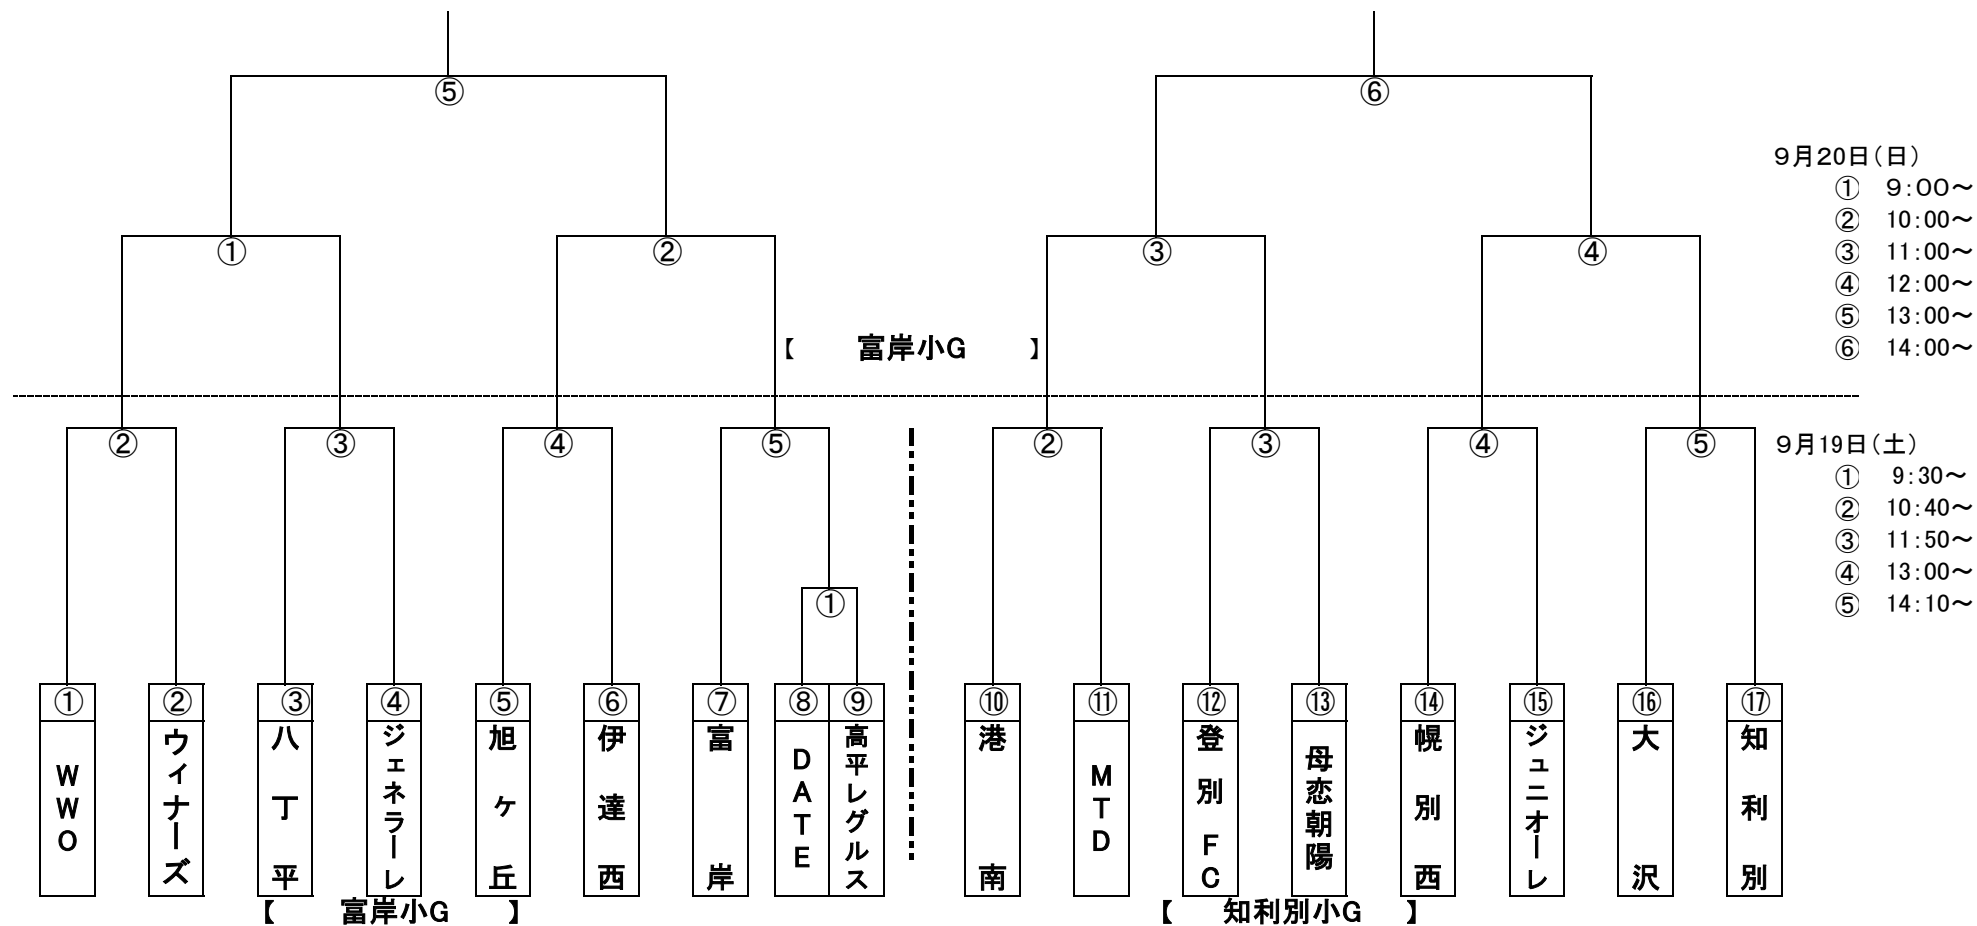 ⑤
⑥
9月20日(日)
① 9:00～
② 10:00～
③ 11:00～
④ 12:00～
⑤ 13:00～
⑥ 14:00～
①
②
③
④
【 富岸小G 】
②
③
④
⑤
②
③
④
⑤
9月19日(土)
① 9:30～
② 10:40～
③ 11:50～
④ 13:00～
⑤ 14:10～
①
①
WWO
②
ウィナーズ
③
八丁平
④
ジェネラーレ
⑤
旭ヶ丘
⑥
伊達西
⑦
富岸
⑧
DATE
⑨
高平レグルス
⑩
港南
⑪
MTD
⑫
登別FC
⑬
母恋朝陽
⑭
幌別西
⑮
ジュニオーレ
⑯
大沢
⑰
知利別
【 富岸小G 】
【 知利別小G 】